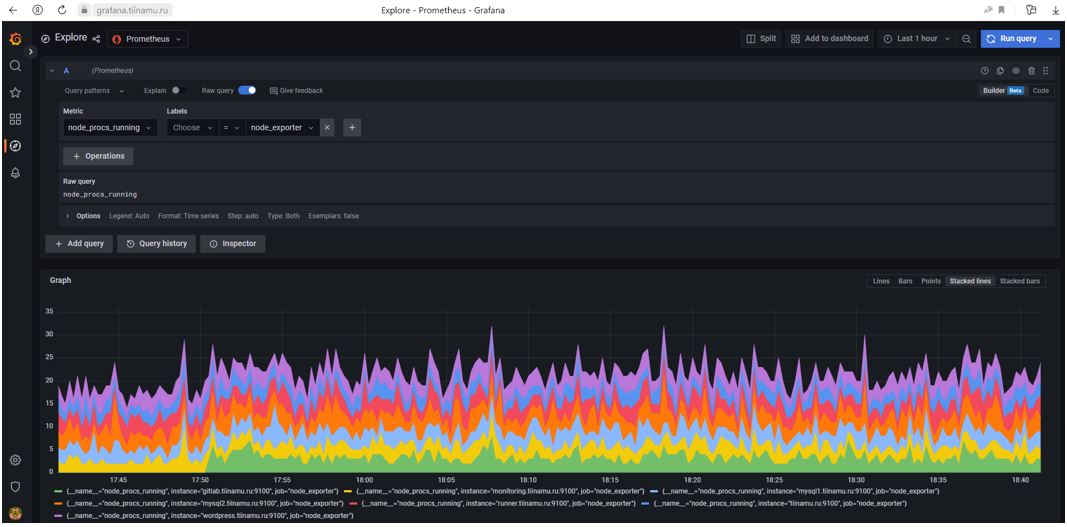 grafana.tiinamu.ru
Explore - Prometheus - Grafana
Explore
Prometheus
Split
Add to dashboard
Last 1 hour
Run query
A
(Prometheus)
Query patterns
Explain
Raw query
Give feedback
Builder Beta
Code
Metric
Labels
node_procs_running
Choose
=
node_exporter
+ Operations
Raw query
node_procs_running
Options Legend: Auto Format: Time series Step: auto Type: Both Exemplars: false
+ Add query
Query history
Inspector
Graph
Lines Bars Points Stacked lines Stacked bars
35
30
25
20
15
10
5
0
17:45 17:50 17:55 18:00 18:05 18:10 18:15 18:20 18:25 18:30 18:35 18:40
{__name__="node_procs_running", instance="gitlab.tiinamu.ru:9100", job="node_exporter"} {__name__="node_procs_running", instance="monitoring.tiinamu.ru:9100", job="node_exporter"} {__name__="node_procs_running", instance="mysql1.tiinamu.ru:9100", job="node_exporter"}
{__name__="node_procs_running", instance="mysql2.tiinamu.ru:9100", job="node_exporter"} {__name__="node_procs_running", instance="runner.tiinamu.ru:9100", job="node_exporter"} {__name__="node_procs_running", instance="tiinamu.ru:9100", job="node_exporter"}
{__name__="node_procs_running", instance="wordpress.tiinamu.ru:9100", job="node_exporter"}